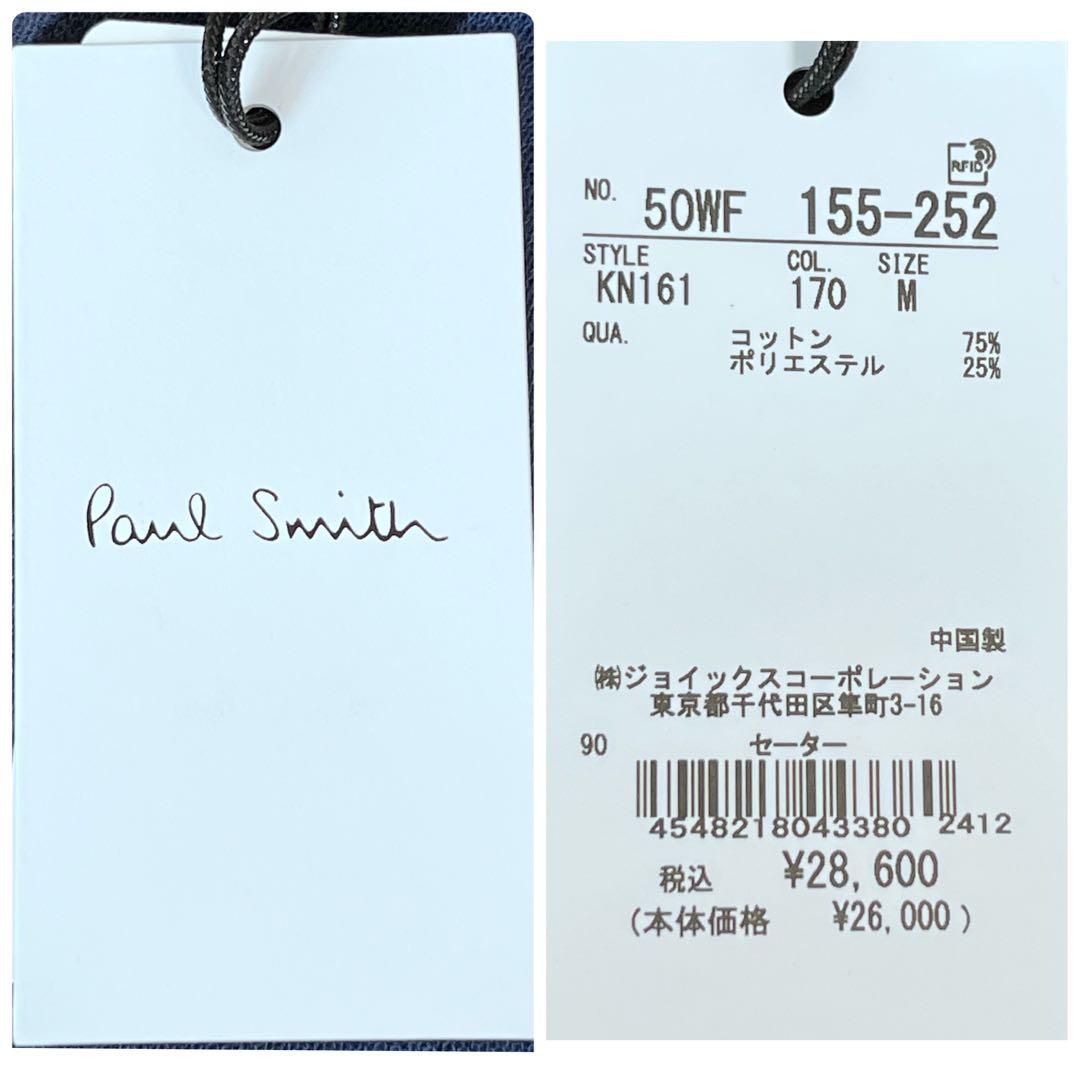 Paul Smith
RFID
NO. 50WF 155-252
STYLE COL. SIZE
KN161 170 M
QUA. コットン 75%
ポリエステル 25%
中国製
㈱ジョイックスコーポレーション
東京都千代田区隼町3-16
90 セーター
4548218043380 2412
税込 ¥28,600
(本体価格 ¥26,000)